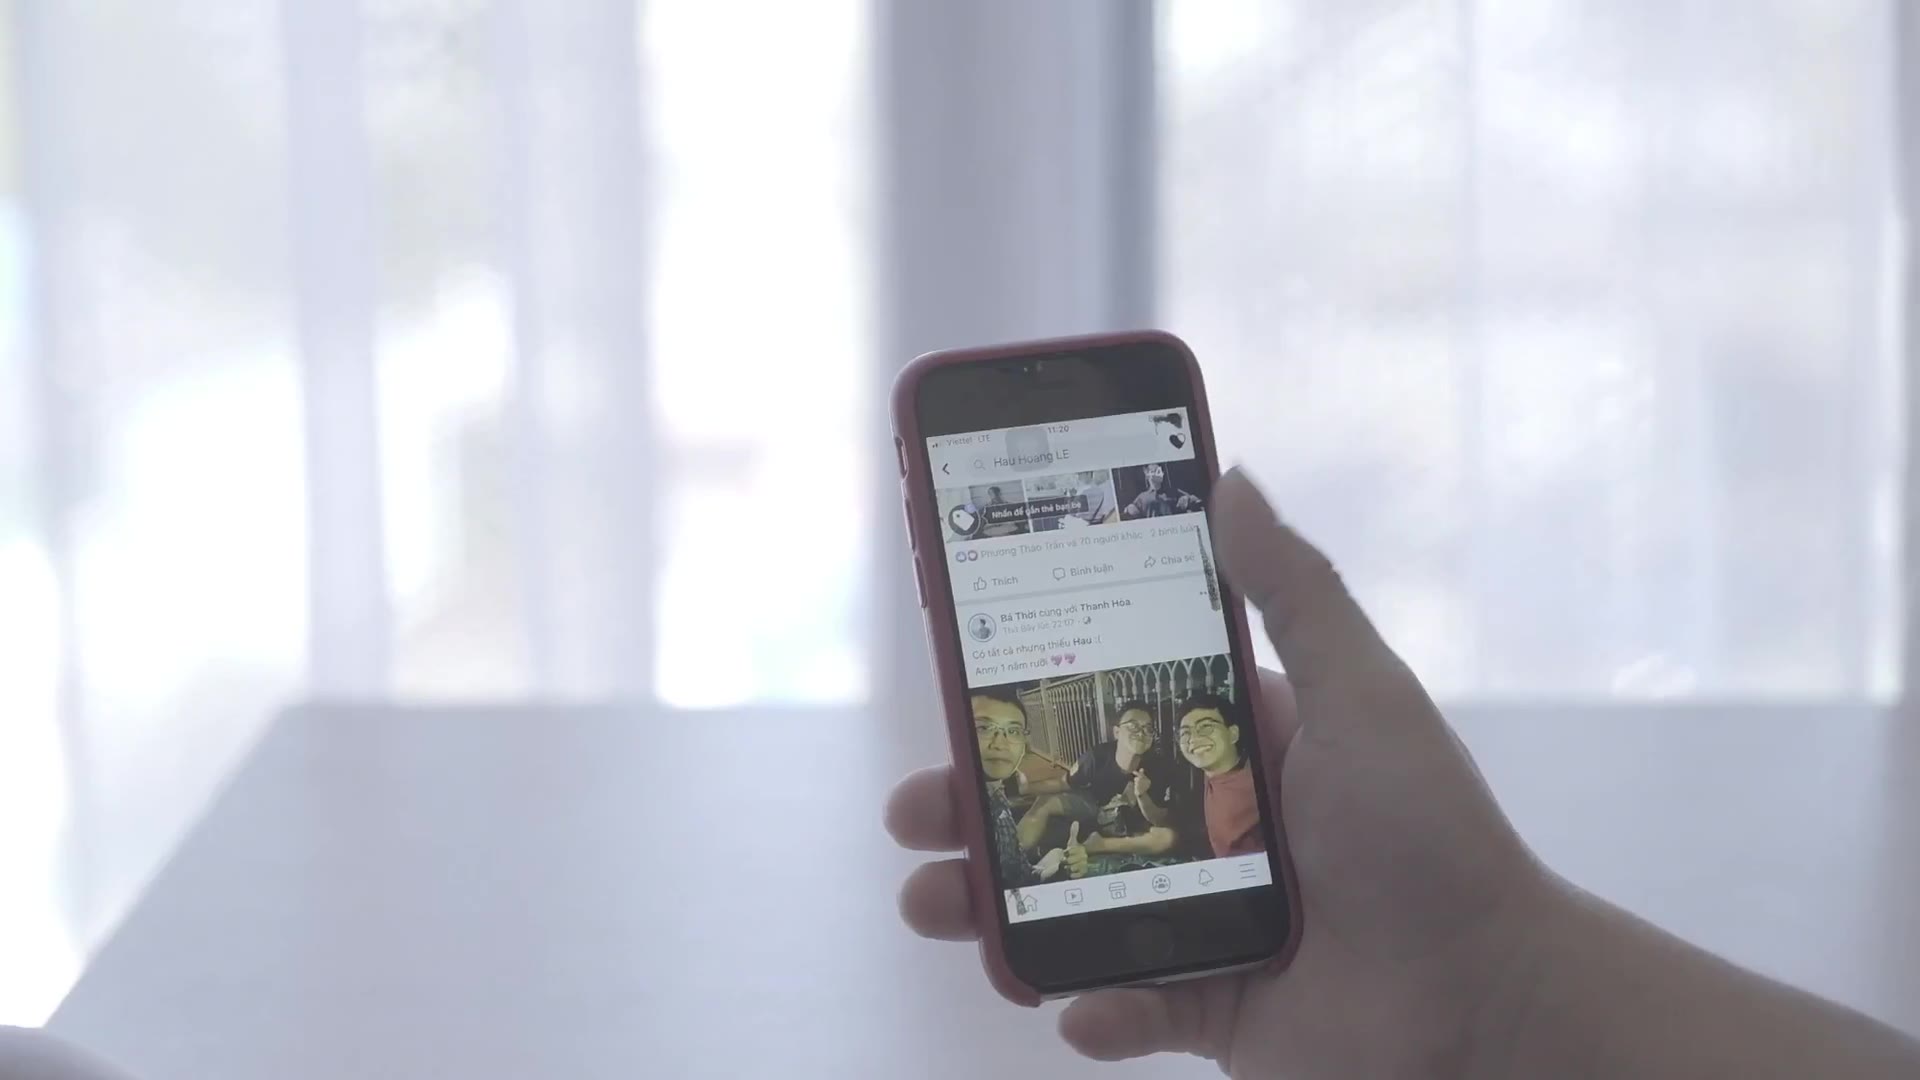 Viettel LTE 11:20
Hau Hoang LE
Nhấn để gắn thẻ bạn bè
Phương Thảo Trần và 70 người khác 2 bình luận
Thích Bình luận Chia sẻ
Bá Thời cùng với Thanh Hòa
Thứ Bảy lúc 22:07
Có tất cả nhưng thiếu Hau :(
Anny 1 năm rưỡi